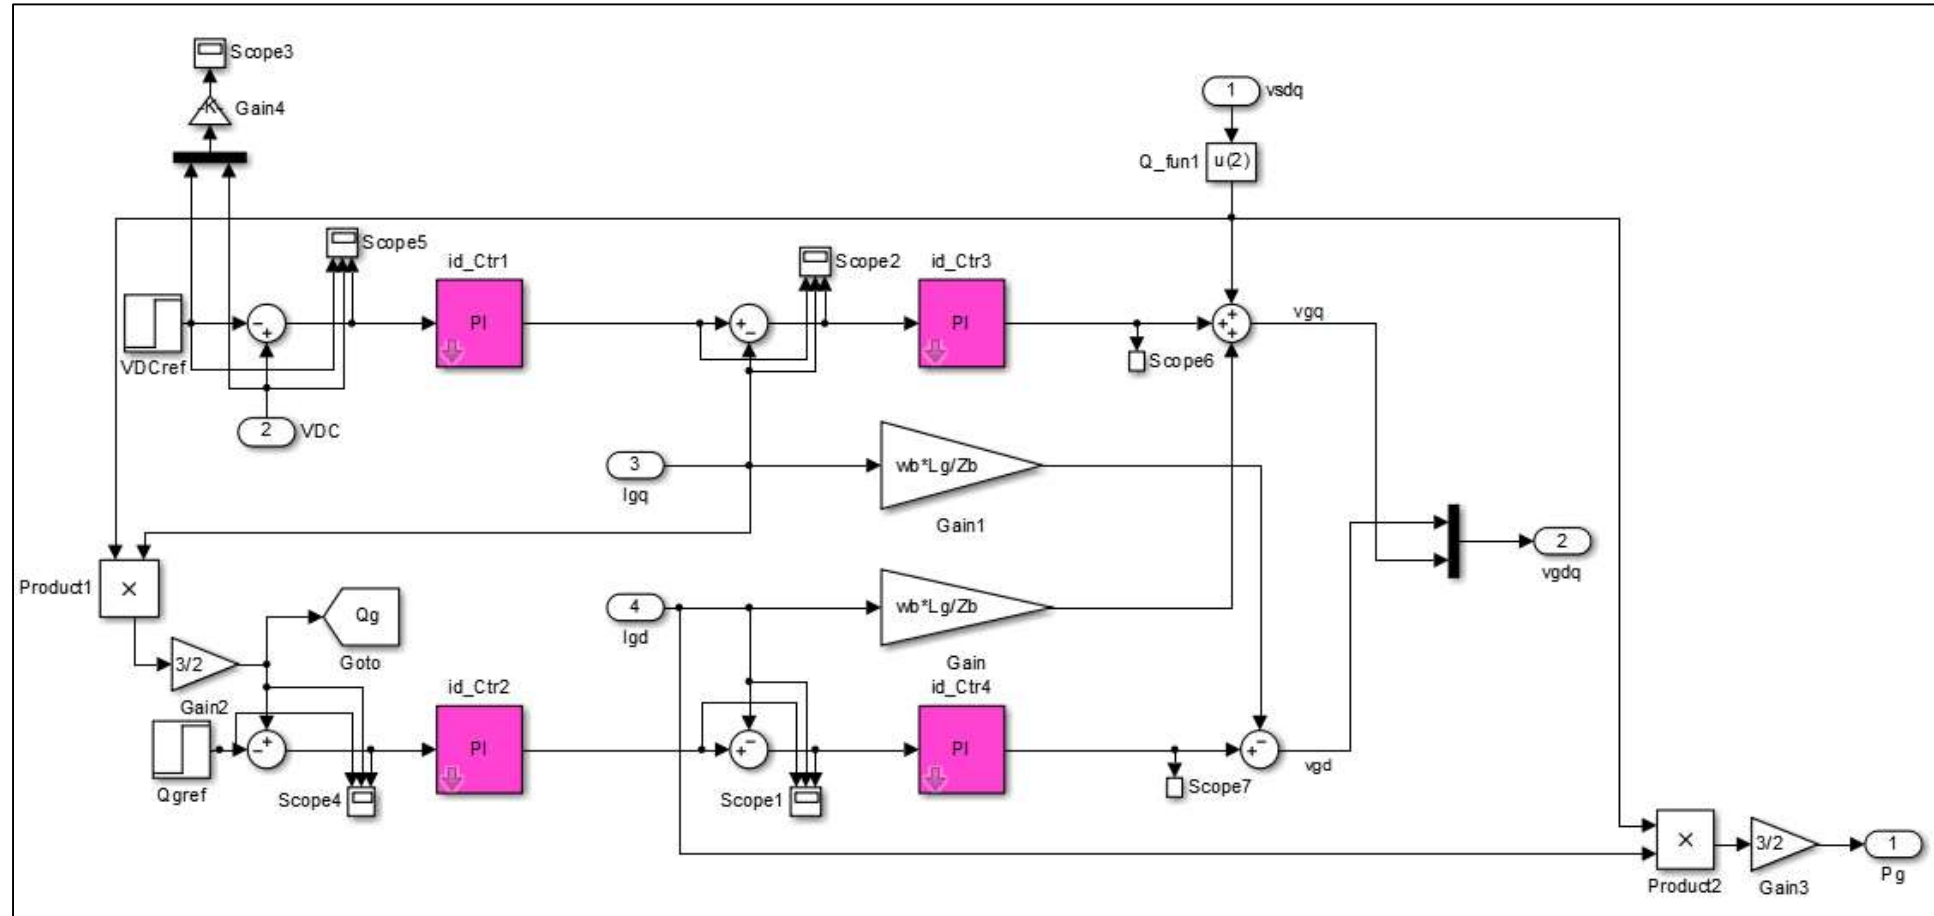 Scope3
-K-
Gain4
1
vsdq
Q_fun1
u(2)
Scope5
id_Ctr1
Scope2
id_Ctr3
PI
PI
vgq
VDCref
Scope6
2
VDC
3
Igq
wb*Lg/Zb
Gain1
2
vgdq
Product1
×
Qg
Goto
4
Igd
wb*Lg/Zb
Gain
3/2
Gain2
id_Ctr2
id_Ctr4
PI
PI
Qgref
vgd
Scope4
Scope1
Scope7
×
Product2
3/2
Gain3
1
Pg